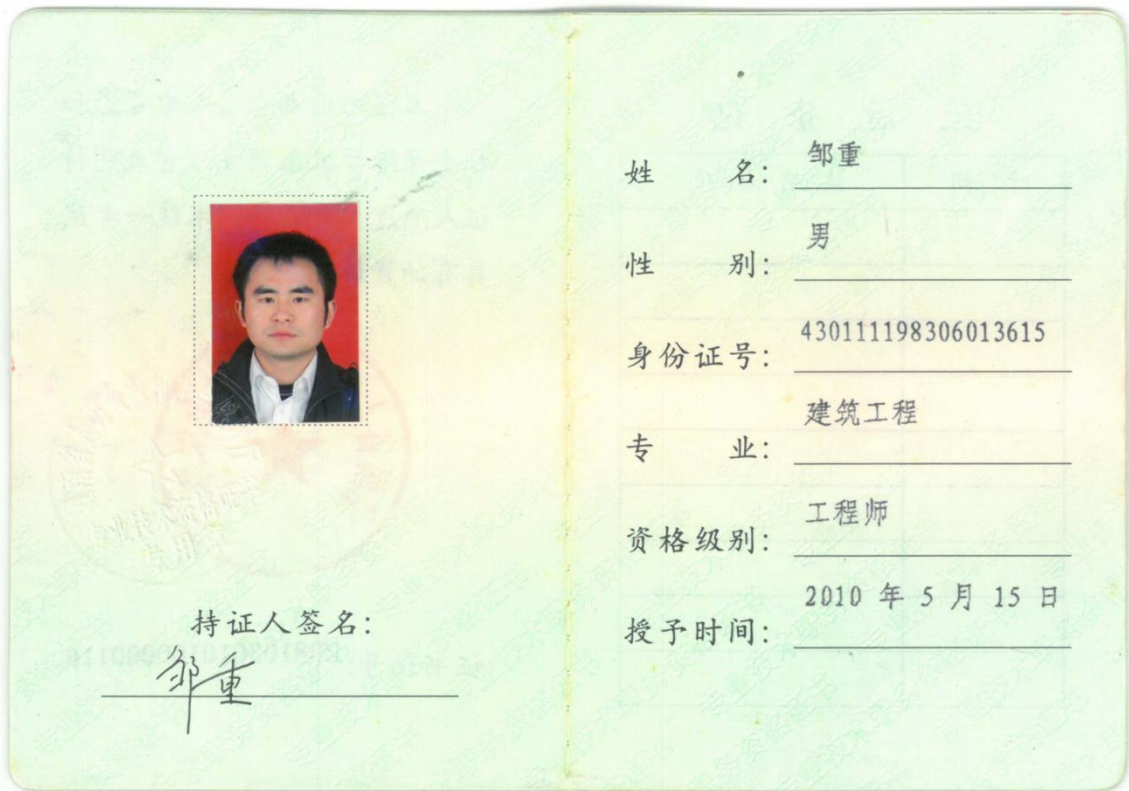 持证人签名：
邹重
姓 名： 邹重
性 别： 男
身份证号： 430111198306013615
专 业： 建筑工程
资格级别： 工程师
授予时间： 2010 年 5 月 15 日